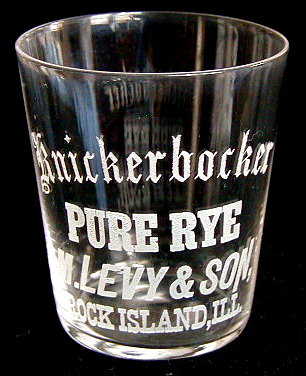 Knickerbocker
PURE RYE
M.LEVY & SON,
ROCK ISLAND, ILL.